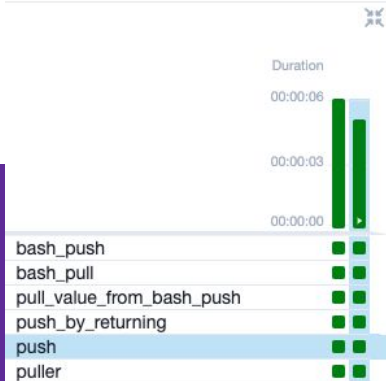 Duration
00:00:06
00:00:03
00:00:00
bash_push
bash_pull
pull_value_from_bash_push
push_by_returning
push
puller